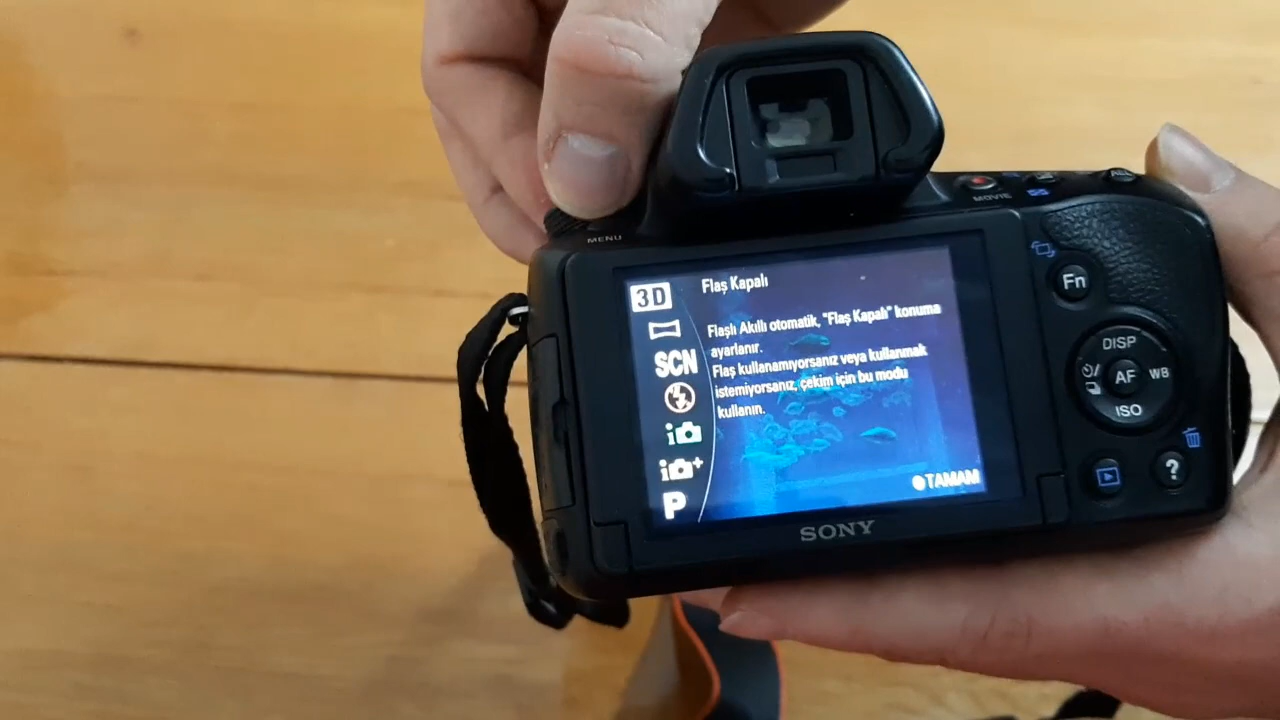 MENU
MOVIE
3D
Flaş Kapalı
Flaşlı Akıllı otomatik, "Flaş Kapalı" konuma
ayarlanır.
Flaş kullanamıyorsanız veya kullanmak
istemiyorsanız, çekim için bu modu
kullanın.
SCN
i
i+
P
TAMAM
Fn
DISP
AF
WB
ISO
?
SONY